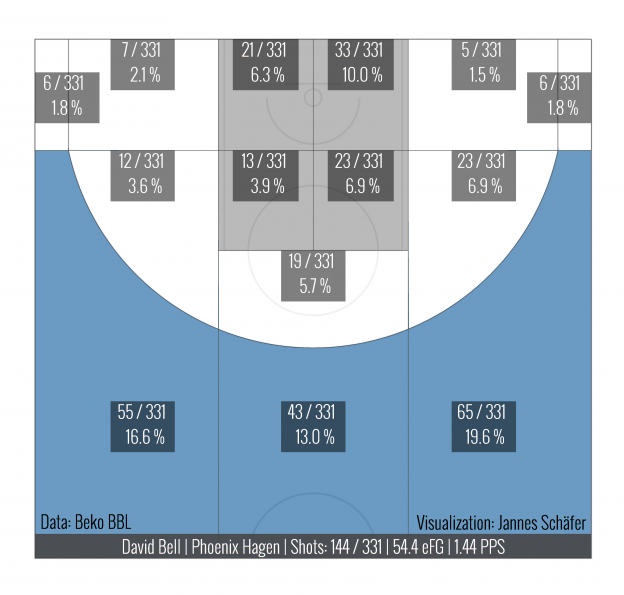 7 / 331
2.1 %
21 / 331
6.3 %
33 / 331
10.0 %
5 / 331
1.5 %
6 / 331
1.8 %
6 / 331
1.8 %
12 / 331
3.6 %
13 / 331
3.9 %
23 / 331
6.9 %
23 / 331
6.9 %
19 / 331
5.7 %
55 / 331
16.6 %
43 / 331
13.0 %
65 / 331
19.6 %
Data: Beko BBL
Visualization: Jannes Schäfer
David Bell | Phoenix Hagen | Shots: 144 / 331 | 54.4 eFG | 1.44 PPS